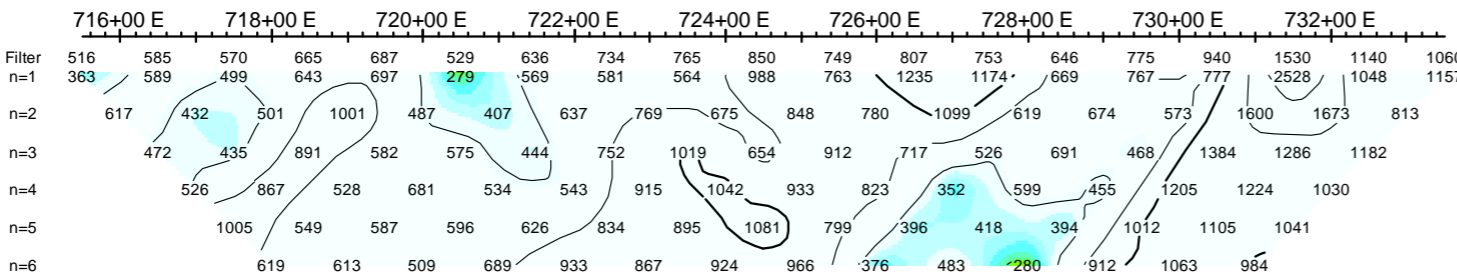 716+00 E 718+00 E 720+00 E 722+00 E 724+00 E 726+00 E 728+00 E 730+00 E 732+00 E
Filter 516 585 570 665 687 529 636 734 765 850 749 807 753 646 775 940 1530 1140 1060
n=1 363 589 499 643 697 279 569 581 564 988 763 1235 1174 669 767 777 2528 1048 1157
n=2 617 432 501 1001 487 407 637 769 675 848 780 1099 619 674 573 1600 1673 813
n=3 472 435 891 582 575 444 752 1019 654 912 717 526 691 468 1384 1286 1182
n=4 526 867 528 681 534 543 915 1042 933 823 352 599 455 1205 1224 1030
n=5 1005 549 587 596 626 834 895 1081 799 396 418 394 1012 1105 1041
n=6 619 613 509 689 933 867 924 966 376 483 280 912 1063 984